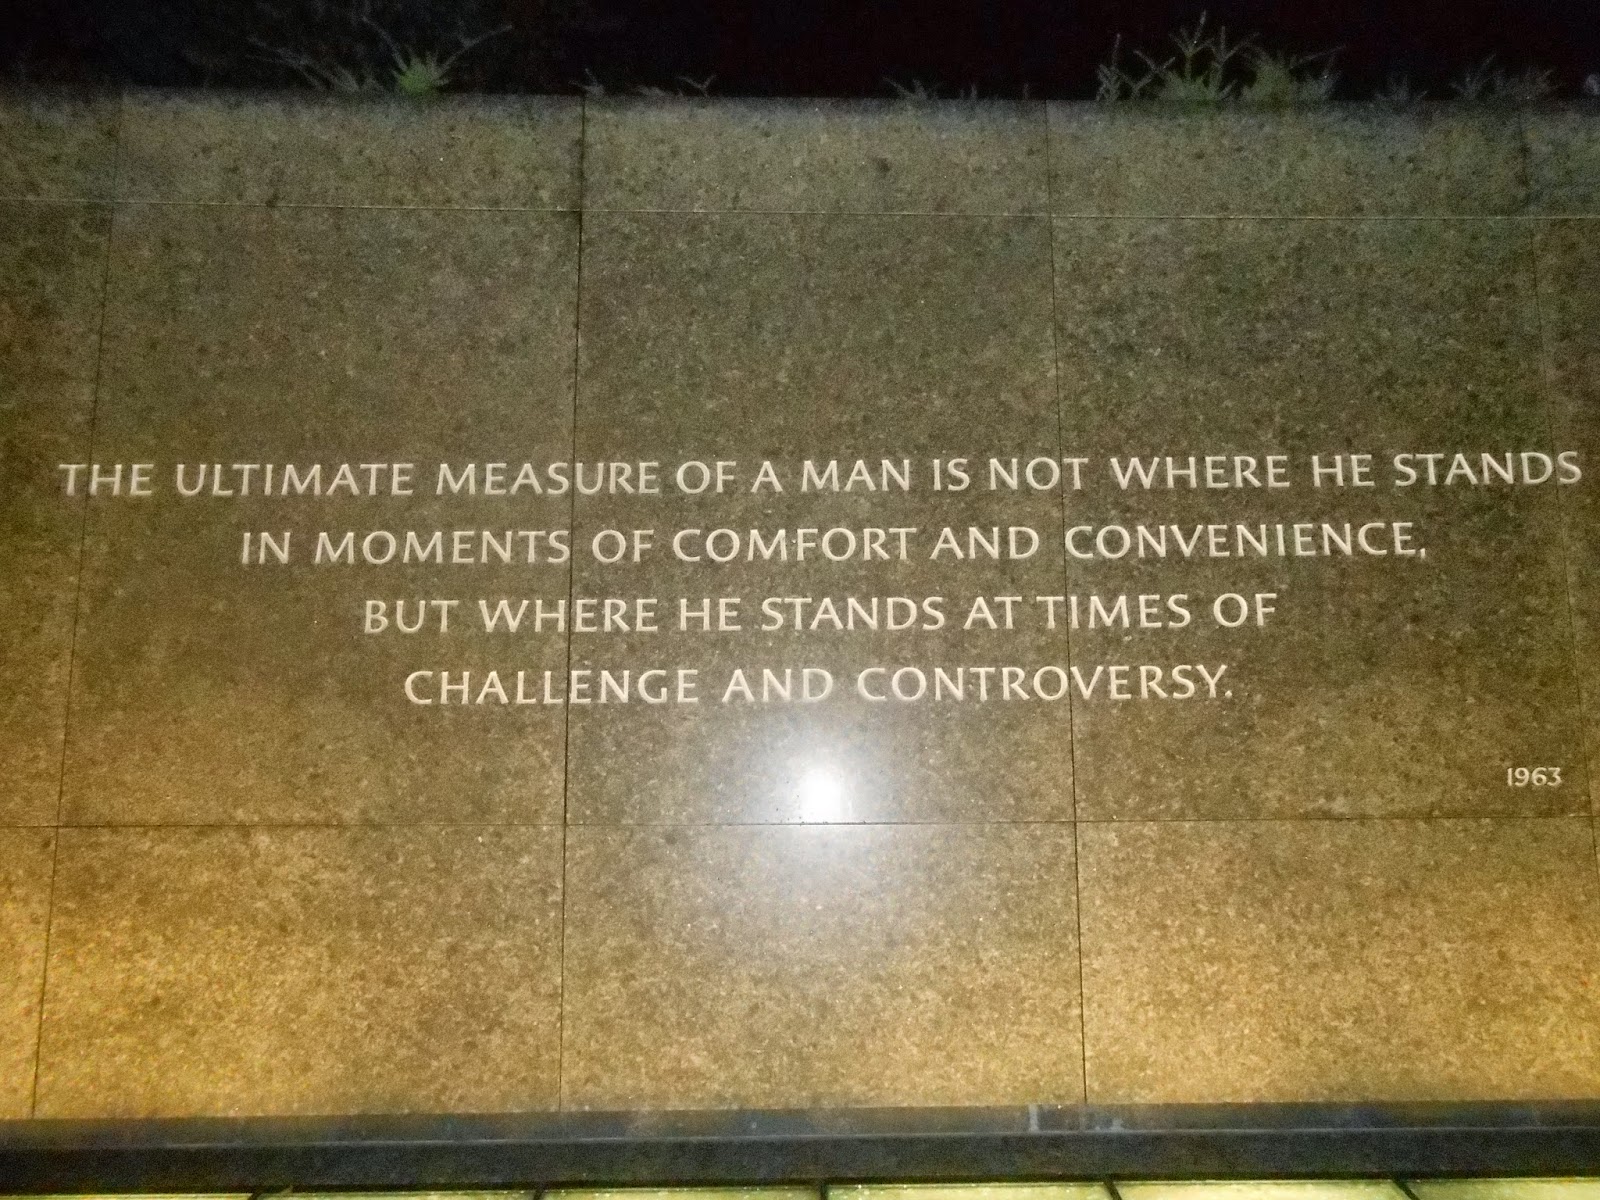 THE ULTIMATE MEASURE OF A MAN IS NOT WHERE HE STANDS
IN MOMENTS OF COMFORT AND CONVENIENCE,
BUT WHERE HE STANDS AT TIMES OF
CHALLENGE AND CONTROVERSY.
1963